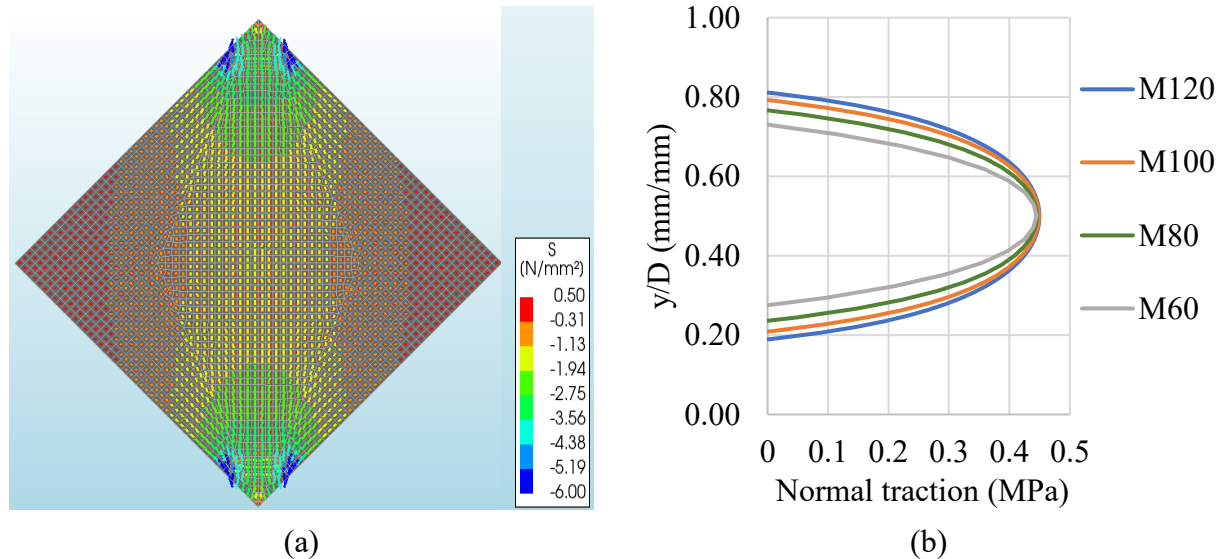 S
(N/mm²)
0.50
-0.31
-1.13
-1.94
-2.75
-3.56
-4.38
-5.19
-6.00
(a)
y/D (mm/mm)
1.00
0.80
0.60
0.40
0.20
0.00
0 0.1 0.2 0.3 0.4 0.5
Normal traction (MPa)
M120
M100
M80
M60
(b)